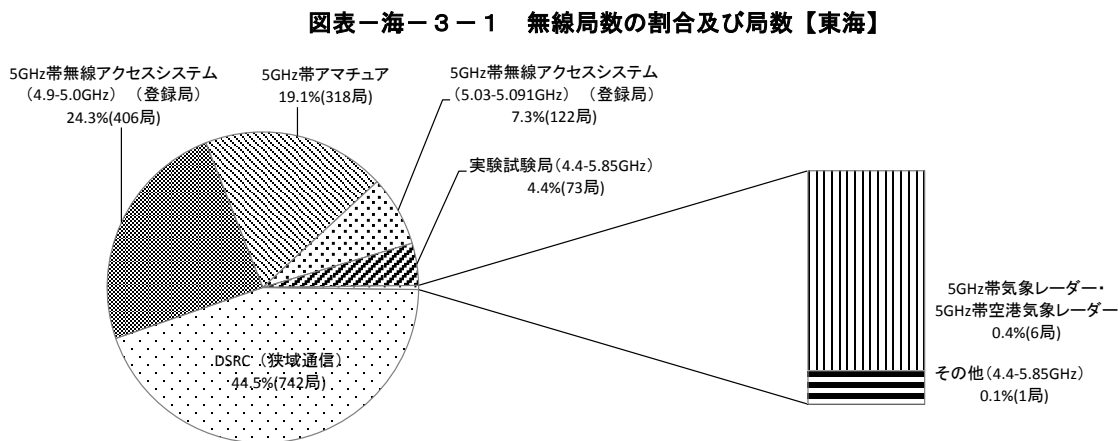 図表－海－３－１　無線局数の割合及び局数【東海】
5GHz帯無線アクセスシステム
（4.9-5.0GHz）（登録局）
24.3%(406局)
5GHz帯アマチュア
19.1%(318局)
5GHz帯無線アクセスシステム
（5.03-5.091GHz）（登録局）
7.3%(122局)
実験試験局(4.4-5.85GHz)
4.4%(73局)
5GHz帯気象レーダー・
5GHz帯空港気象レーダー
0.4%(6局)
その他(4.4-5.85GHz)
0.1%(1局)
DSRC（狭域通信）
44.5%(742局)